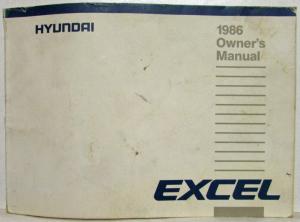 HYUNDAI
1986
Owner's
Manual
EXCEL